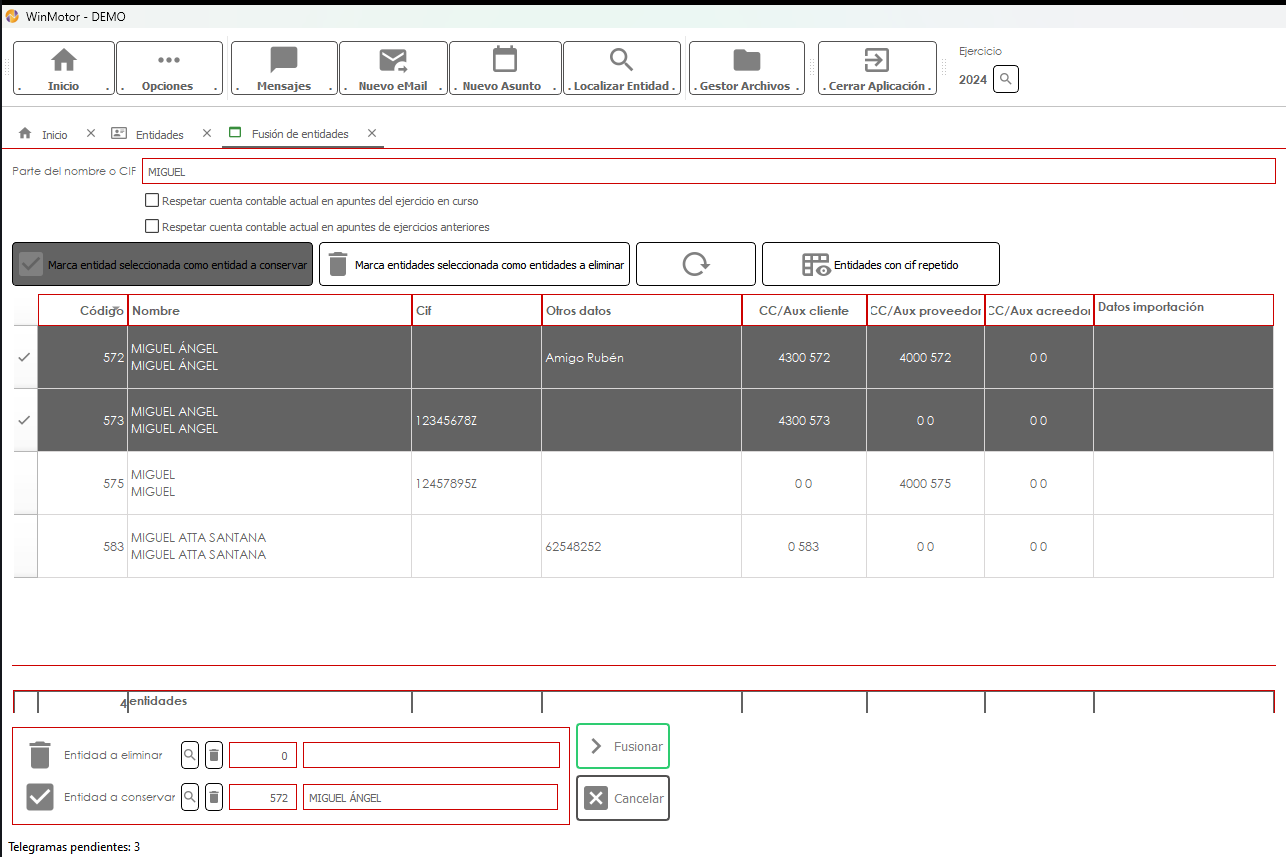 WinMotor - DEMO
. Inicio . . Opciones . . Mensajes . . Nuevo eMail . . Nuevo Asunto . . Localizar Entidad . . Gestor Archivos . . Cerrar Aplicación .
Ejercicio
2024
Inicio Entidades Fusión de entidades
Parte del nombre o CIF MIGUEL
Respetar cuenta contable actual en apuntes del ejercicio en curso
Respetar cuenta contable actual en apuntes de ejercicios anteriores
Marca entidad seleccionada como entidad a conservar Marca entidades seleccionada como entidades a eliminar Entidades con cif repetido
Código Nombre Cif Otros datos CC/Aux cliente CC/Aux proveedor CC/Aux acreedor Datos importación
572 MIGUEL ÁNGEL Amigo Rubén 4300 572 4000 572 0 0
MIGUEL ÁNGEL
573 MIGUEL ANGEL 12345678Z 4300 573 0 0 0 0
MIGUEL ANGEL
575 MIGUEL 12457895Z 0 0 4000 575 0 0
MIGUEL
583 MIGUEL ATTA SANTANA 62548252 0 583 0 0 0 0
MIGUEL ATTA SANTANA
4 entidades
Entidad a eliminar 0
Fusionar
Entidad a conservar 572 MIGUEL ÁNGEL
Cancelar
Telegramas pendientes: 3